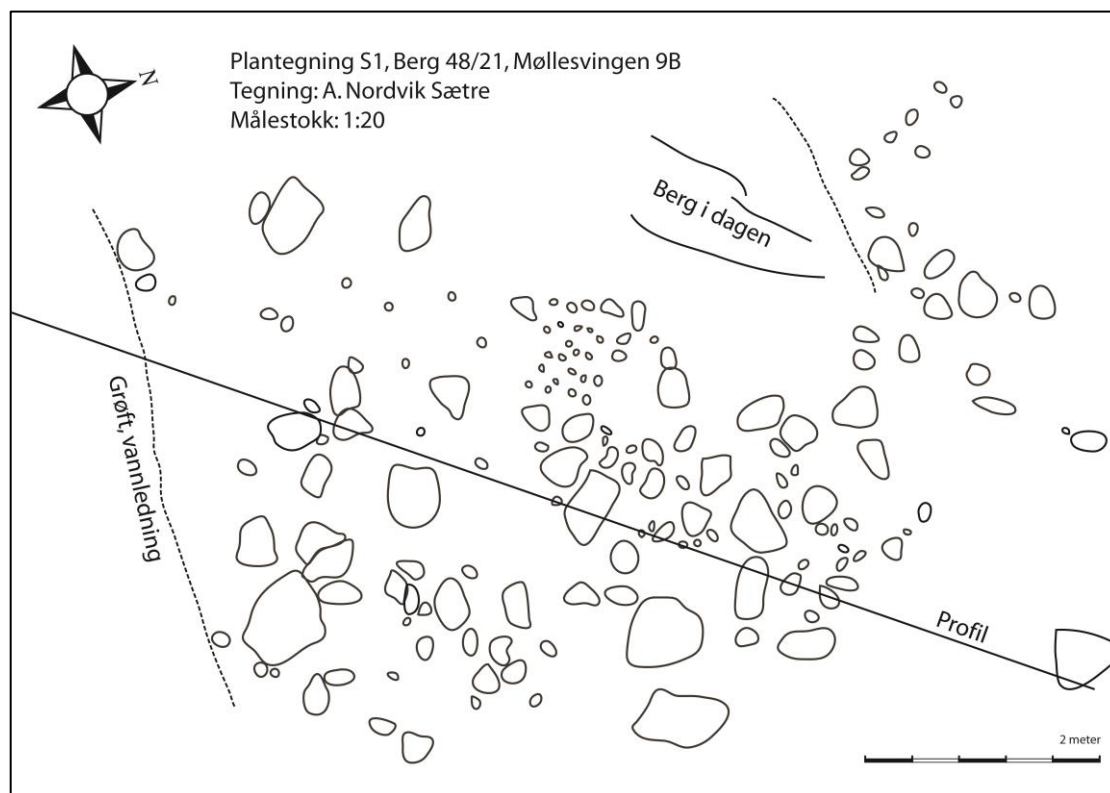 N
Plantegning S1, Berg 48/21, Møllesvingen 9B
Tegning: A. Nordvik Sætre
Målestokk: 1:20
Berg i dagen
Grøft, vannledning
Profil
2 meter